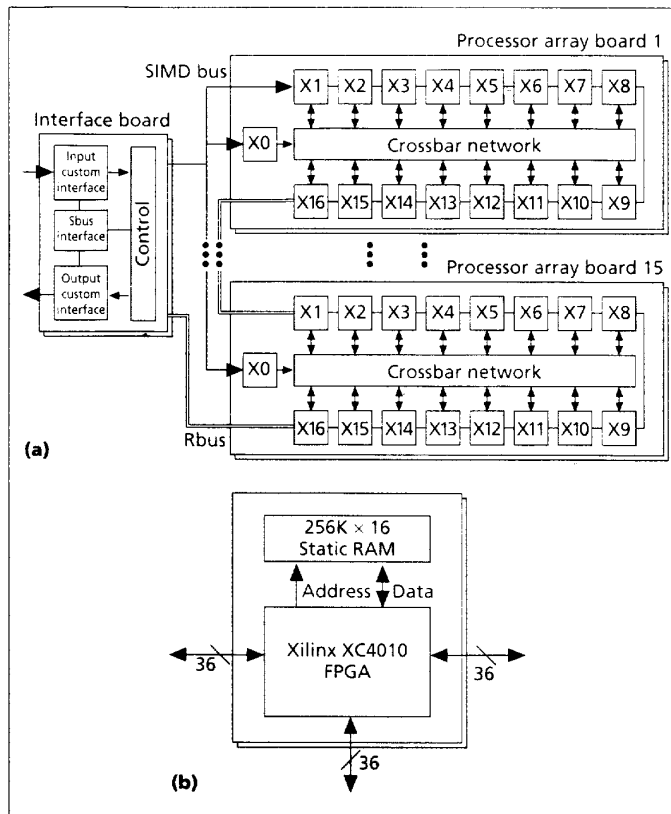 Processor array board 1
SIMD bus
X1 X2 X3 X4 X5 X6 X7 X8
Interface board
Input custom interface
Sbus interface
Output custom interface
Control
X0
Crossbar network
X16 X15 X14 X13 X12 X11 X10 X9
Processor array board 15
X1 X2 X3 X4 X5 X6 X7 X8
X0
Crossbar network
X16 X15 X14 X13 X12 X11 X10 X9
Rbus
(a)
256K × 16
Static RAM
Address Data
Xilinx XC4010
FPGA
36
36
36
(b)